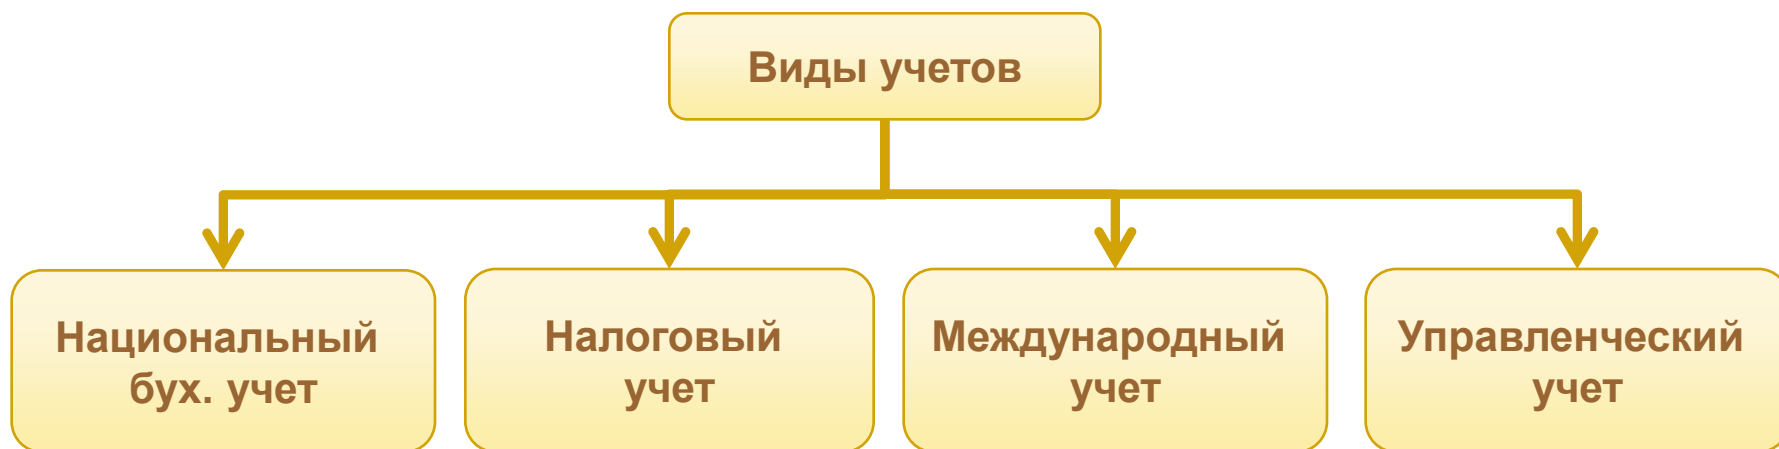 Виды учетов
Национальный
бух. учет
Налоговый
учет
Международный
учет
Управленческий
учет